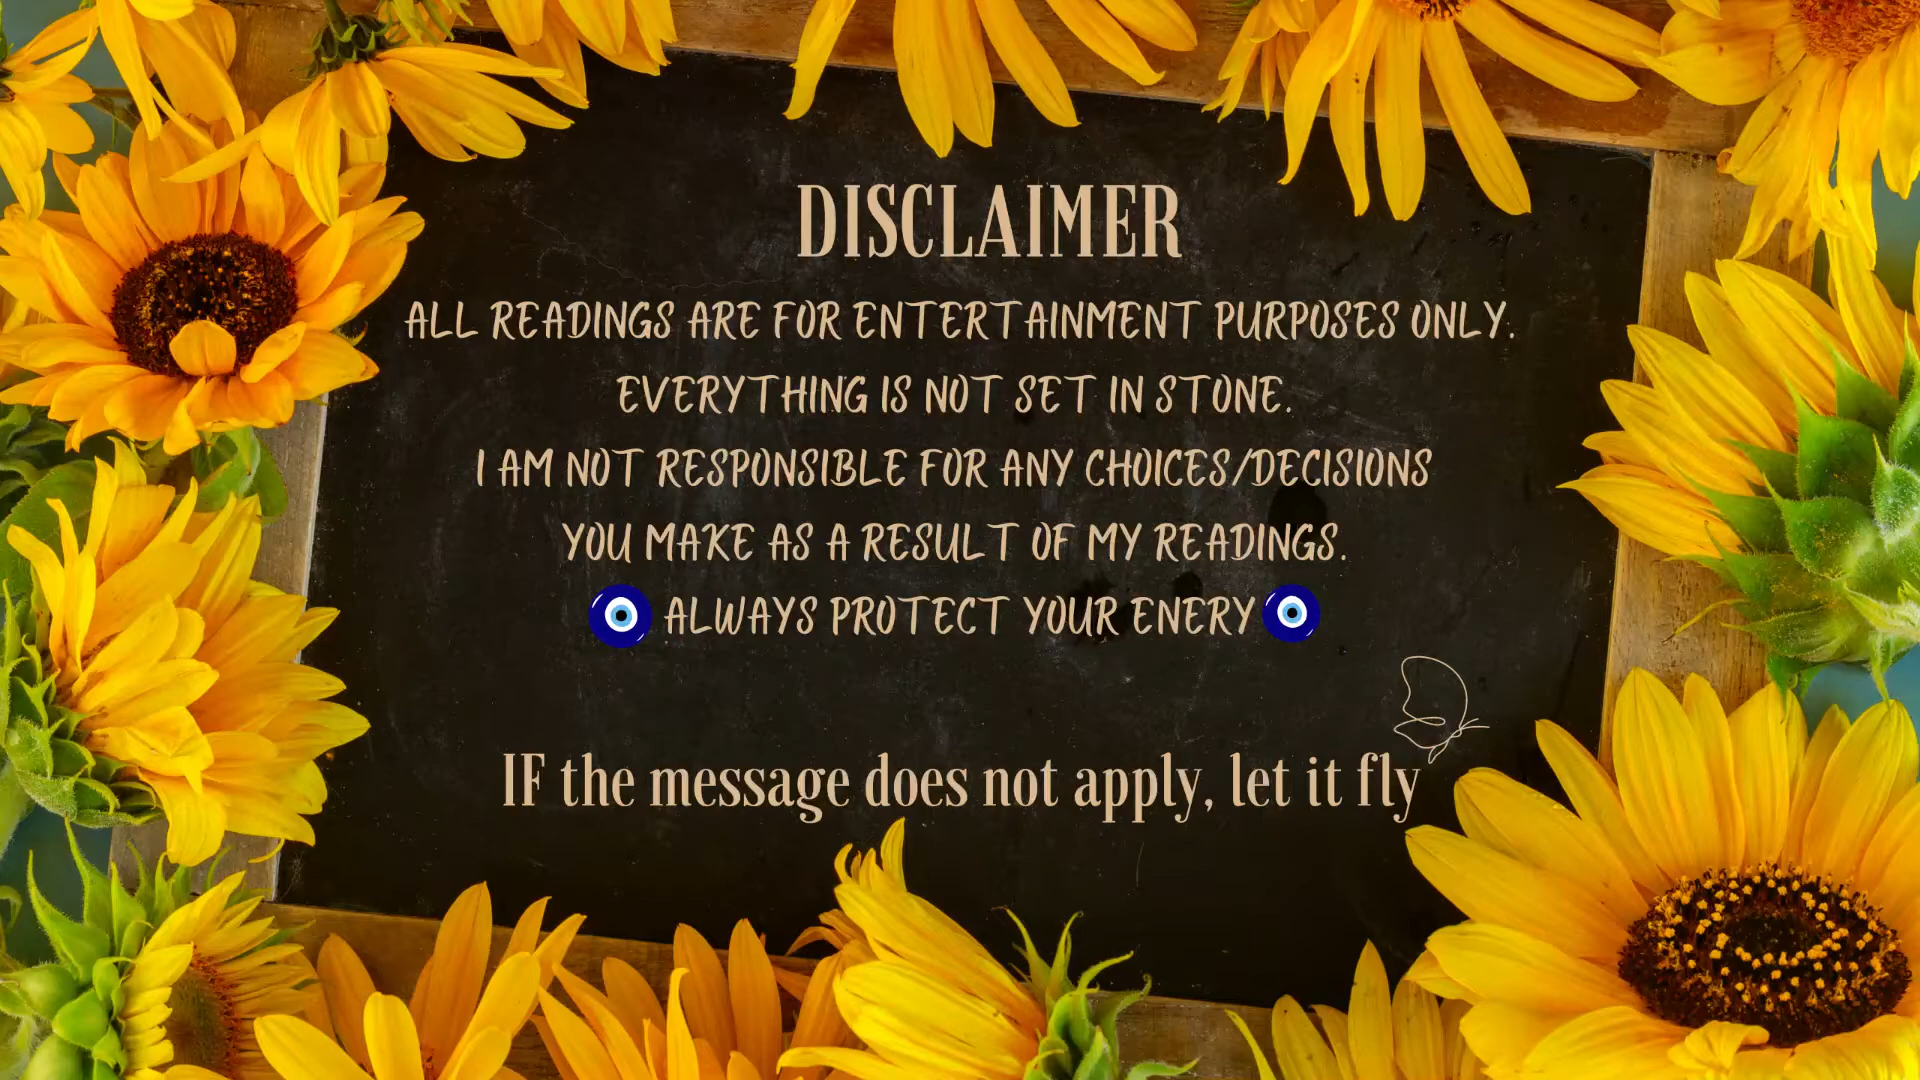 DISCLAIMER
ALL READINGS ARE FOR ENTERTAINMENT PURPOSES ONLY.
EVERYTHING IS NOT SET IN STONE.
I AM NOT RESPONSIBLE FOR ANY CHOICES/DECISIONS
YOU MAKE AS A RESULT OF MY READINGS.
ALWAYS PROTECT YOUR ENERY
IF the message does not apply, let it fly